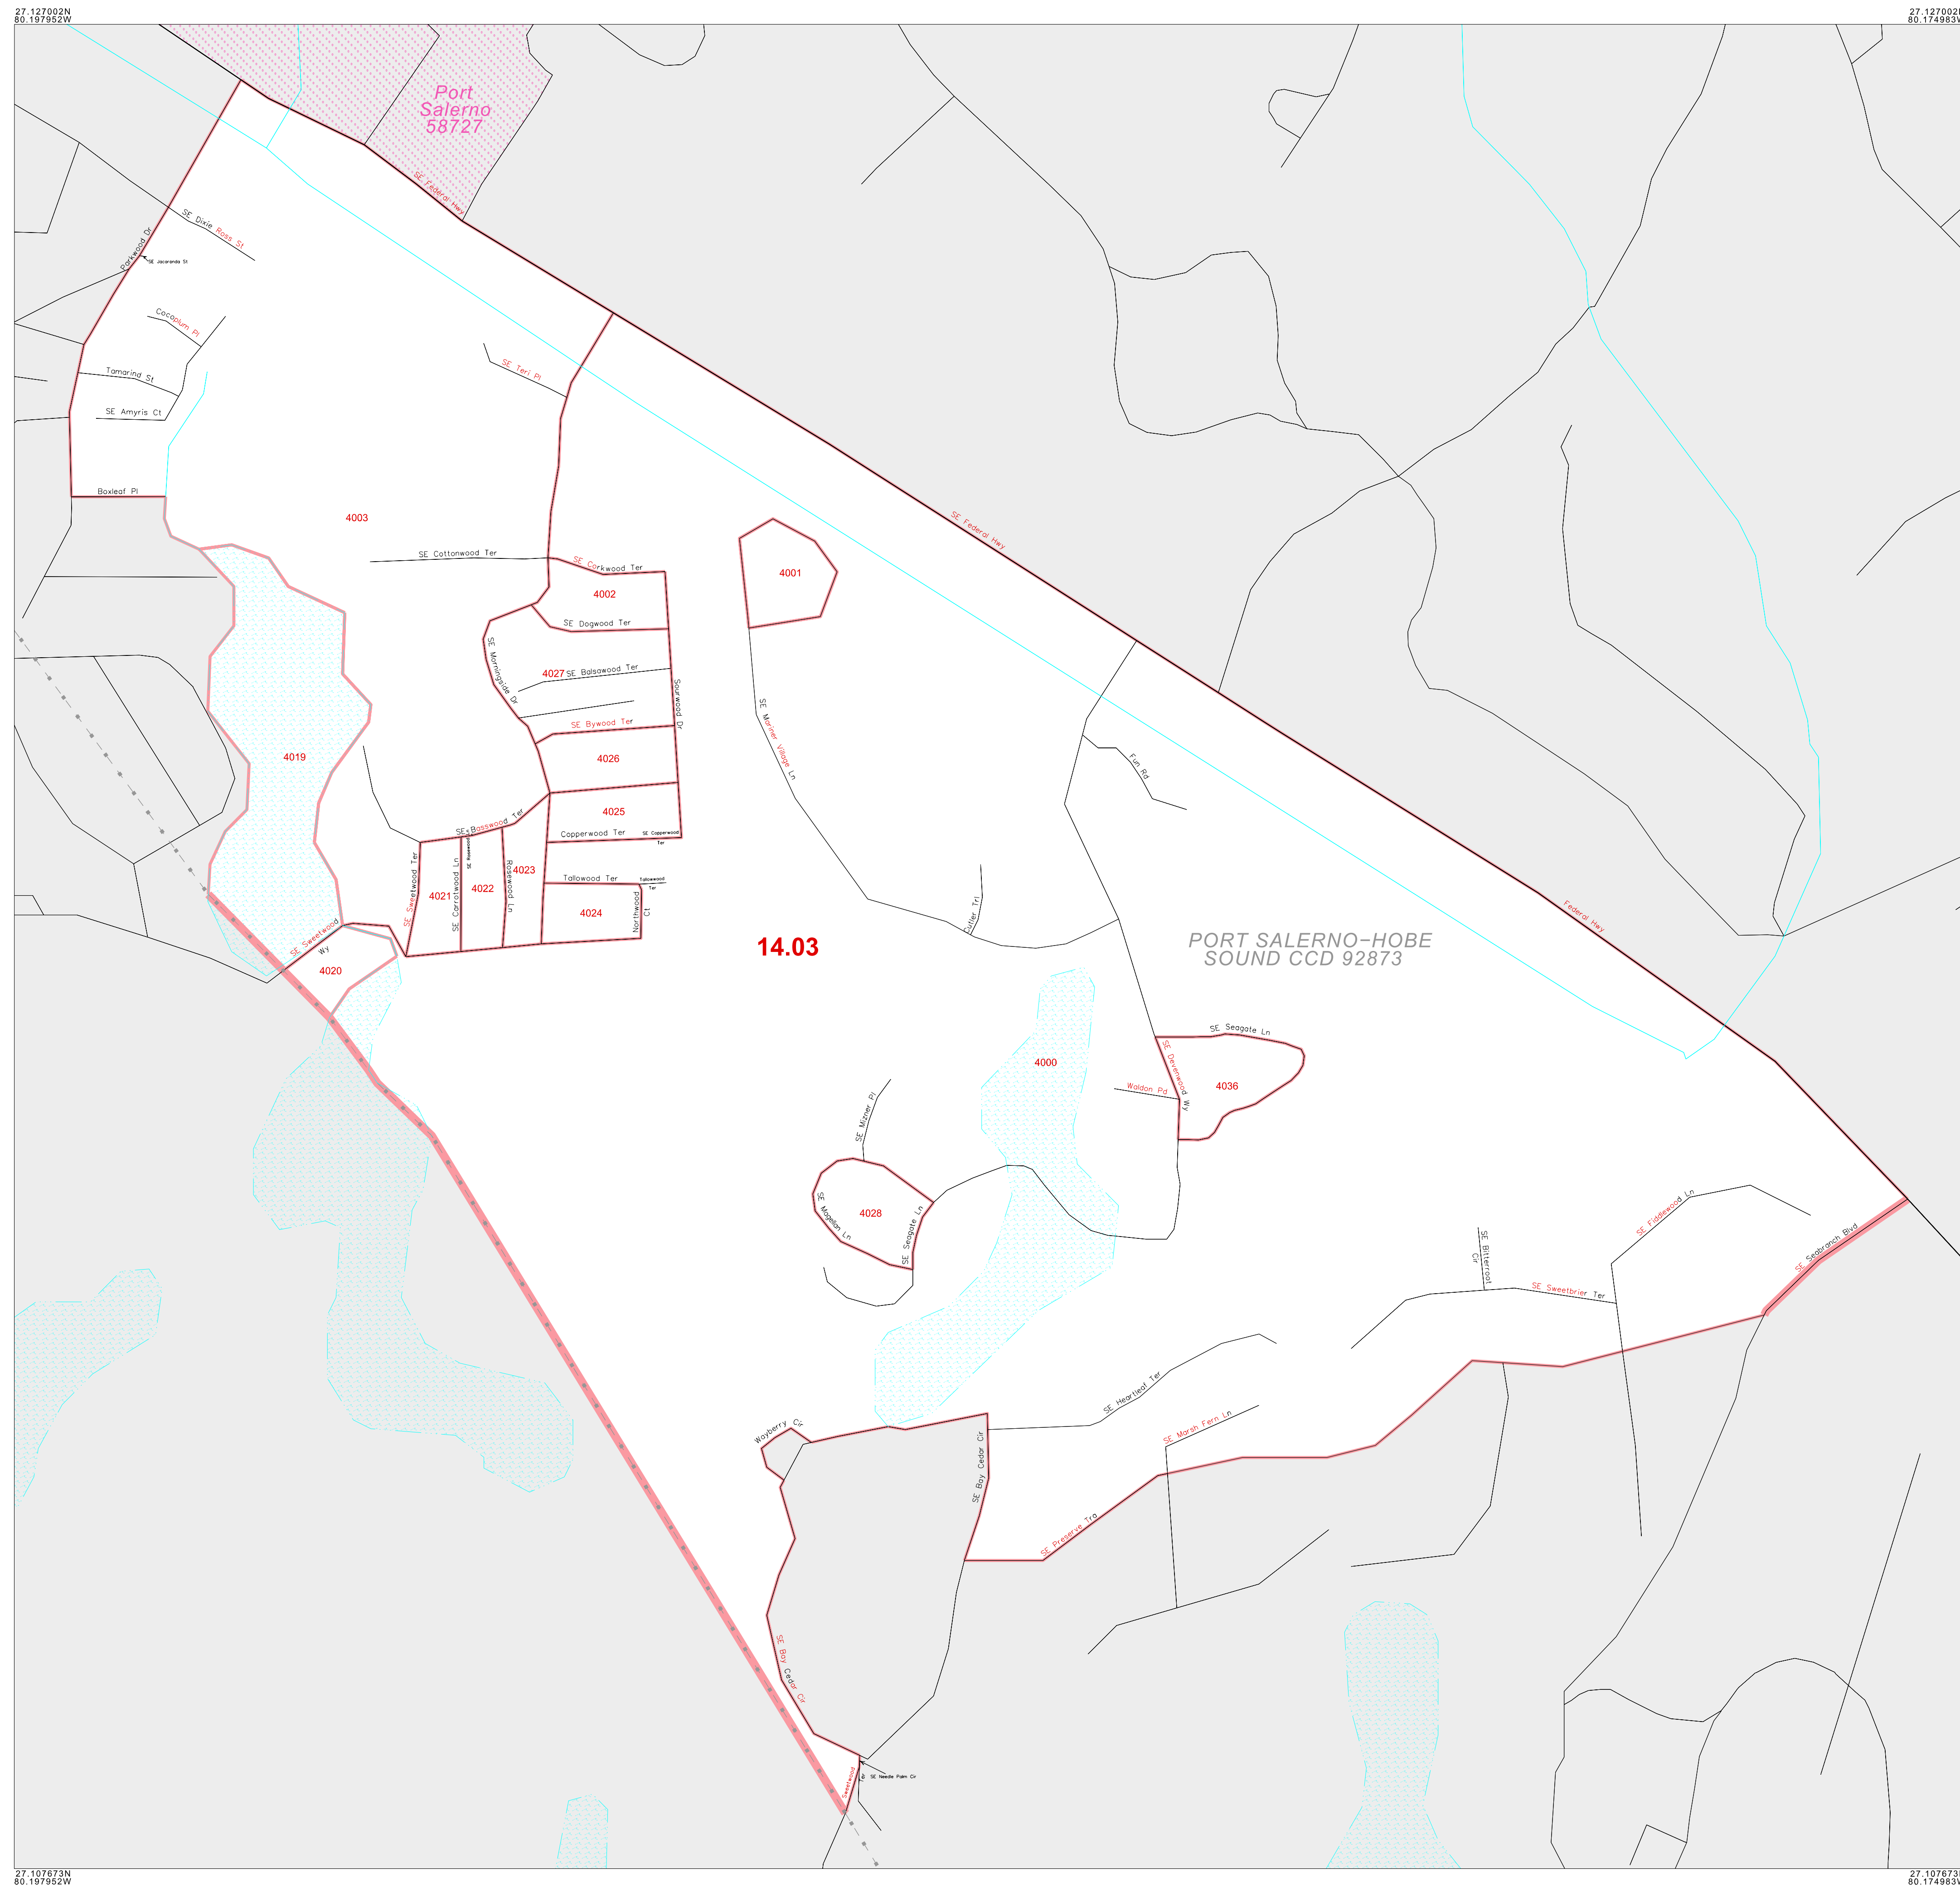 27.127002N
80.197952W
27.127002N
80.174983W
Port
Salerno
58727
SE Federal Hwy
SE Dixie Ross St
Parkwood Dr
SE Jacaranda St
Cocoplum Pl
Tamarind St
SE Amyris Ct
Boxleaf Pl
SE Teri Pl
4003
SE Federal Hwy
SE Cottonwood Ter
SE Corkwood Ter
4001
4002
SE Dogwood Ter
SE Morningside Dr
4027
SE Balsawood Ter
Sourwood Dr
SE Bywood Ter
SE Mariner Village Ln
4019
4026
Fun Rd
4025
SE Basswood Ter
Copperwood Ter
SE Copperwood
Ter
SE Rosewood
4023
SE Sweetwood Ter
4021
SE Carrotwood Ln
4022
Rosewood Ln
Tallowood Ter
Tallowwood
Ter
4024
Northwood
Ct
Cutler Trl
Federal Hwy
SE Sweetwood
Wy
14.03
PORT SALERNO-HOBE
SOUND CCD 92873
4020
SE Seagate Ln
4000
SE Devenwood Wy
Waldon Pd
4036
SE Mizner Pl
SE Magellan Ln
4028
SE Seagate Ln
SE Fiddlewood Ln
SE Seabranch Blvd
SE Bitterroot
Cir
SE Sweetbrier Ter
SE Heartleaf Ter
SE Marsh Fern Ln
Wayberry Cir
SE Bay Cedar Cir
SE Preserve Tra
SE Bay Cedar Cir
Sweetwood
Ter
SE Needle Palm Cir
27.107673N
80.197952W
27.107673N
80.174983W